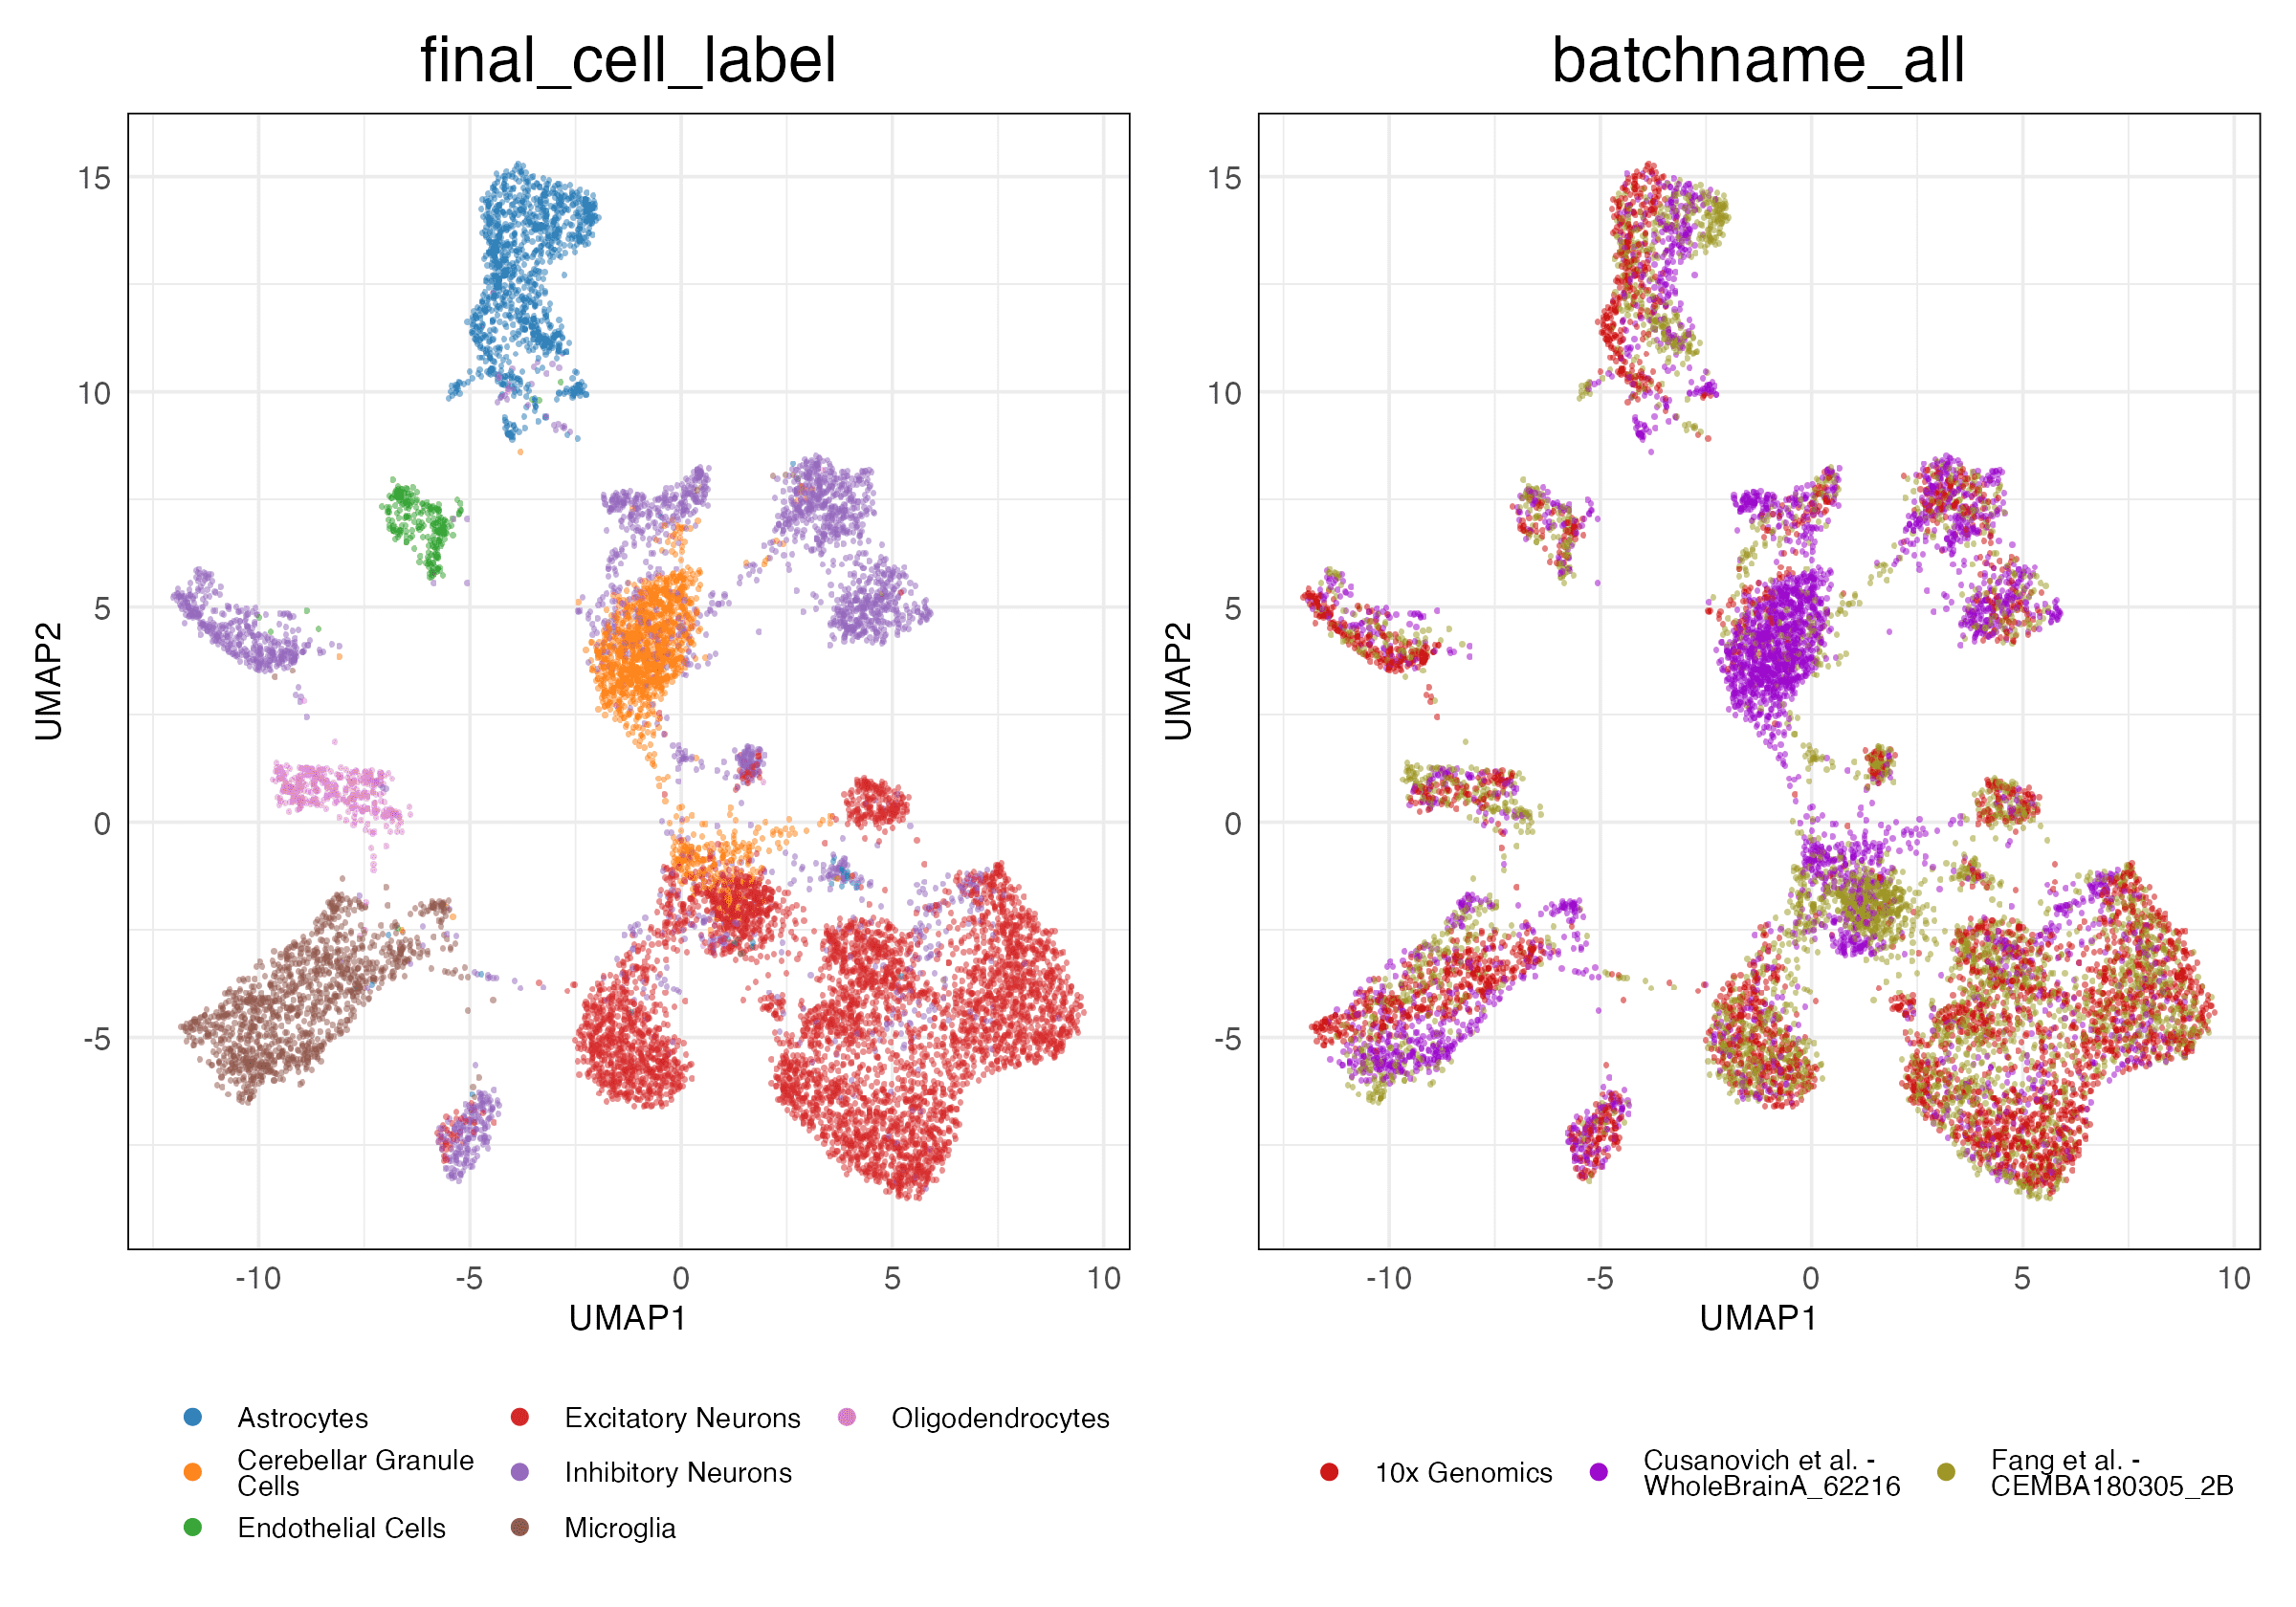 final_cell_label
batchname_all
15
10
5
0
-5
UMAP2
-10
-5
0
5
10
UMAP1
15
10
5
0
-5
UMAP2
-10
-5
0
5
10
UMAP1
Astrocytes
Cerebellar Granule
Cells
Endothelial Cells
Excitatory Neurons
Inhibitory Neurons
Microglia
Oligodendrocytes
10x Genomics
Cusanovich et al. -
WholeBrainA_62216
Fang et al. -
CEMBA180305_2B